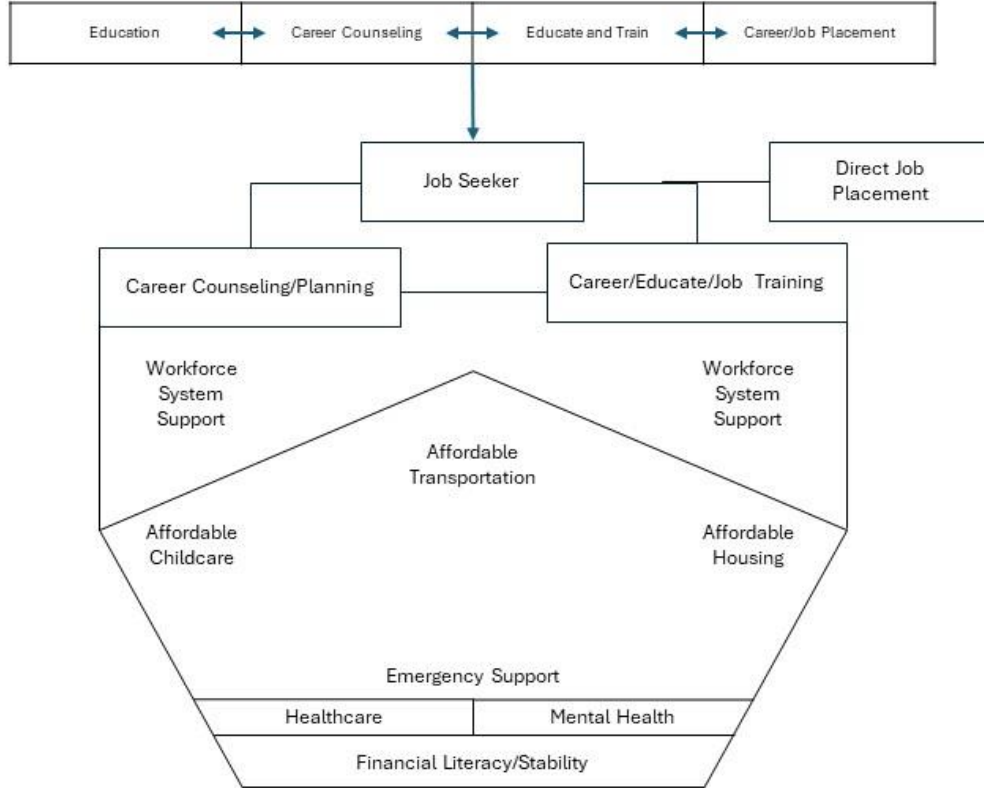 Education
Career Counseling
Educate and Train
Career/Job Placement
Job Seeker
Direct Job
Placement
Career Counseling/Planning
Career/Educate/Job Training
Workforce
System
Support
Workforce
System
Support
Affordable
Transportation
Affordable
Childcare
Affordable
Housing
Emergency Support
Healthcare
Mental Health
Financial Literacy/Stability